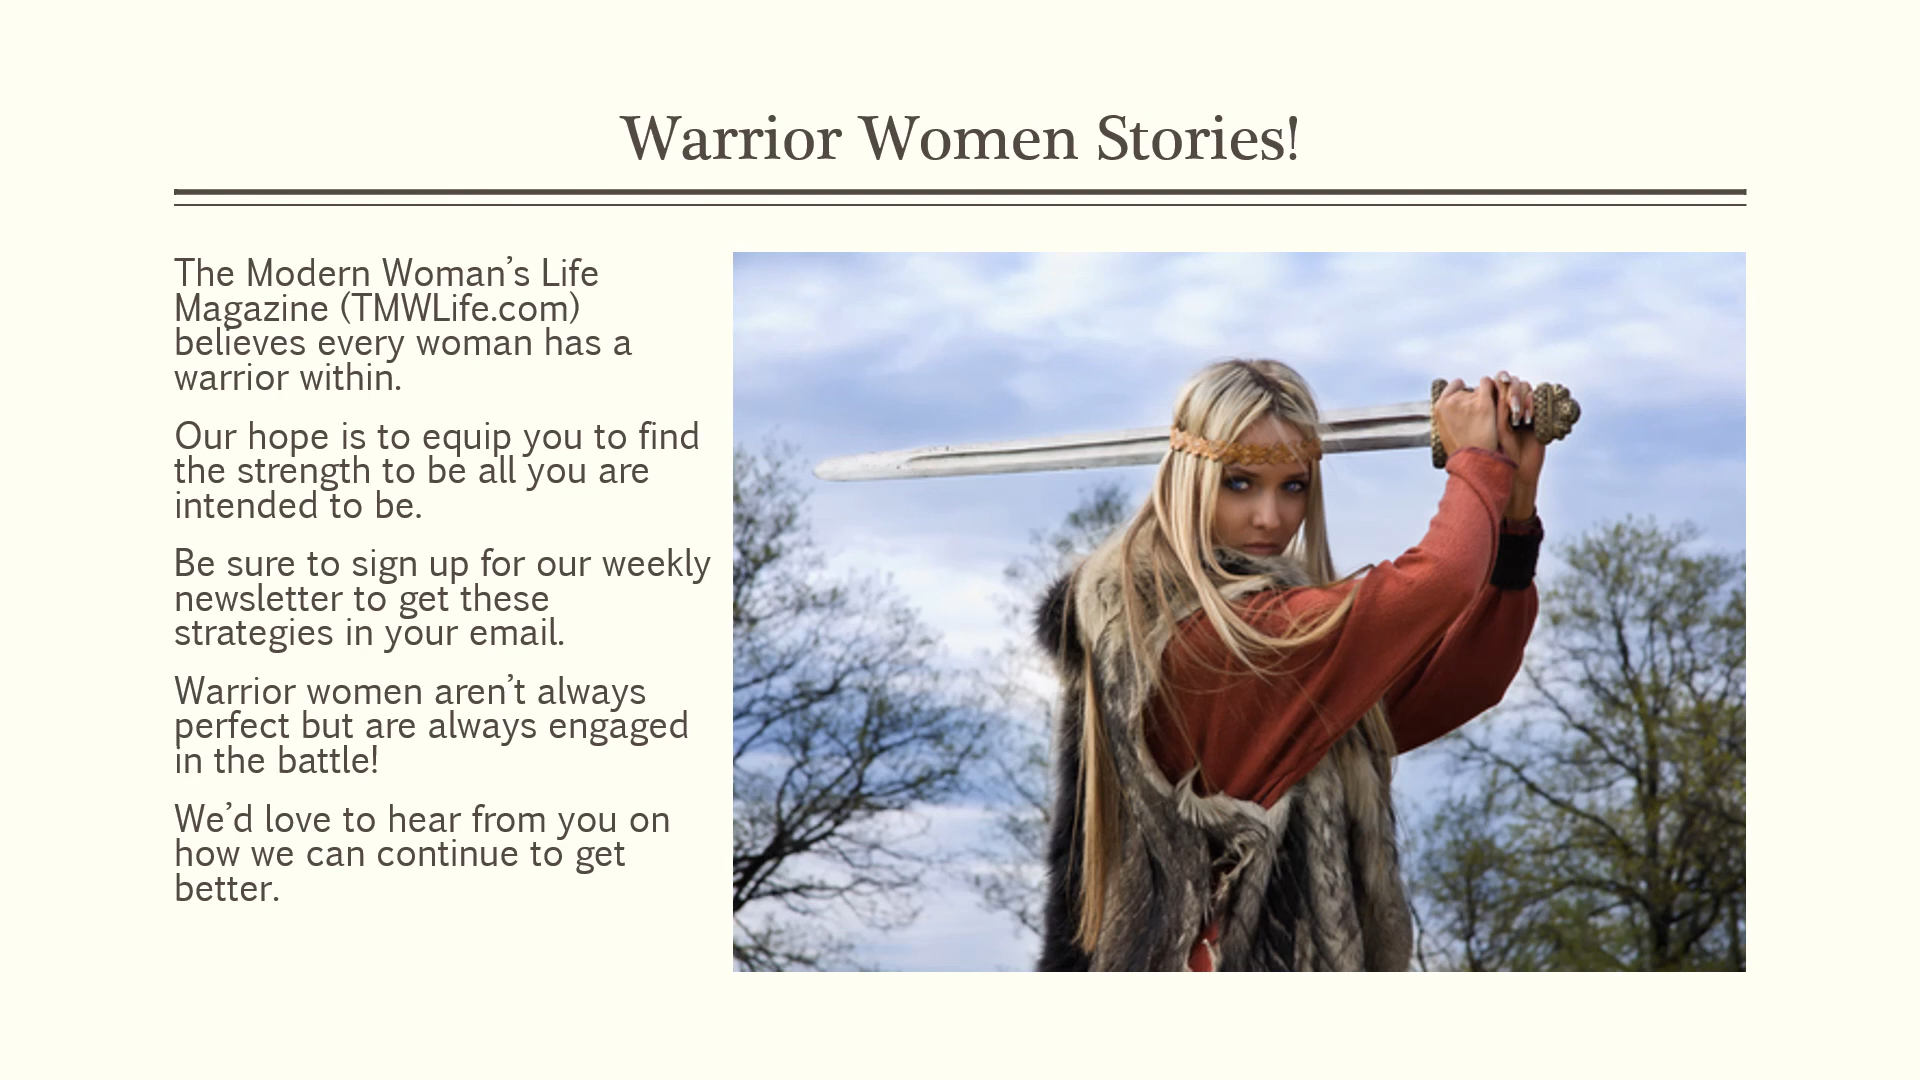 Warrior Women Stories!
The Modern Woman’s Life
Magazine (TMWLife.com)
believes every woman has a
warrior within.
Our hope is to equip you to find
the strength to be all you are
intended to be.
Be sure to sign up for our weekly
newsletter to get these
strategies in your email.
Warrior women aren’t always
perfect but are always engaged
in the battle!
We’d love to hear from you on
how we can continue to get
better.